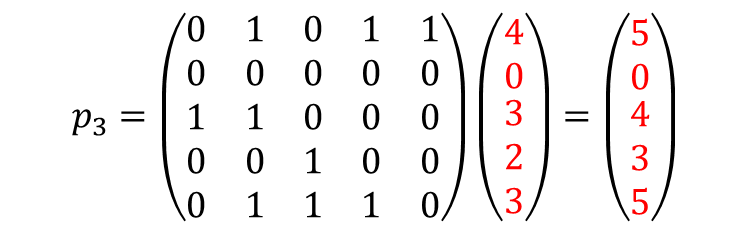 0 1 0 1 1 4 5
0 0 0 0 0 0 0
p₃ = 1 1 0 0 0 3 = 4
0 0 1 0 0 2 3
0 1 1 1 0 3 5